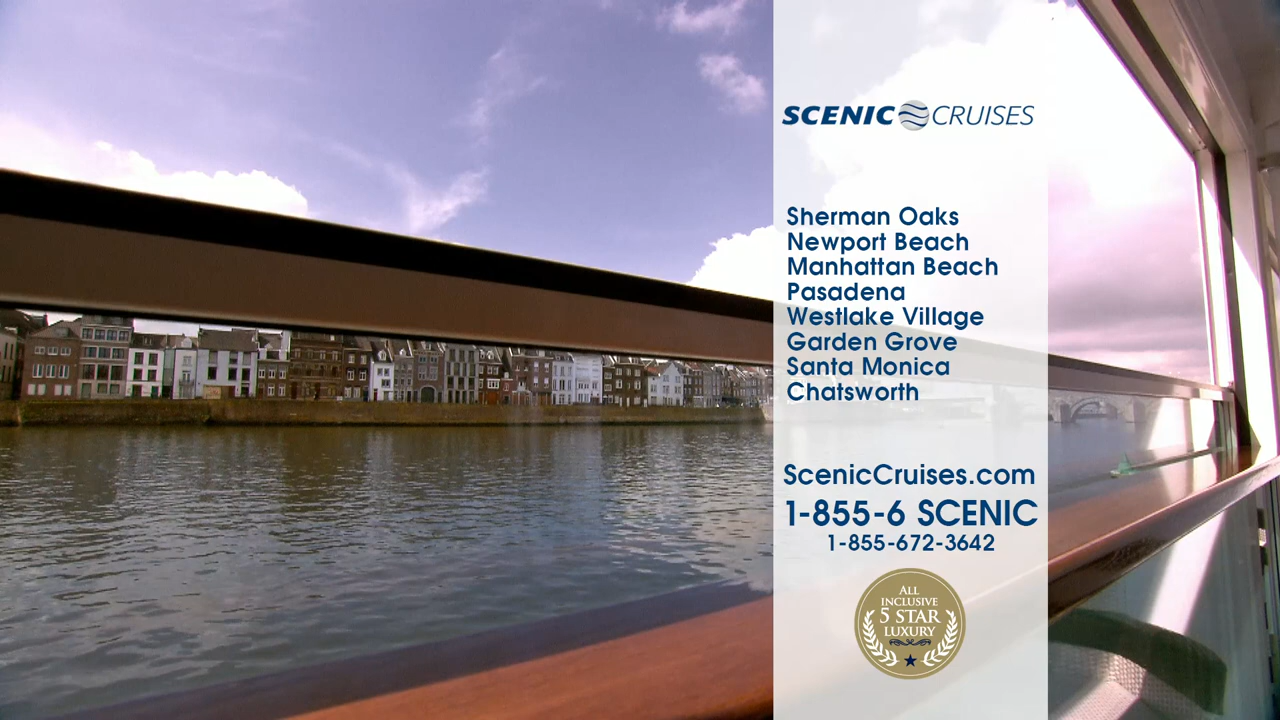 SCENIC CRUISES
Sherman Oaks
Newport Beach
Manhattan Beach
Pasadena
Westlake Village
Garden Grove
Santa Monica
Chatsworth
ScenicCruises.com
1-855-6 SCENIC
1-855-672-3642
ALL
INCLUSIVE
5 STAR
LUXURY